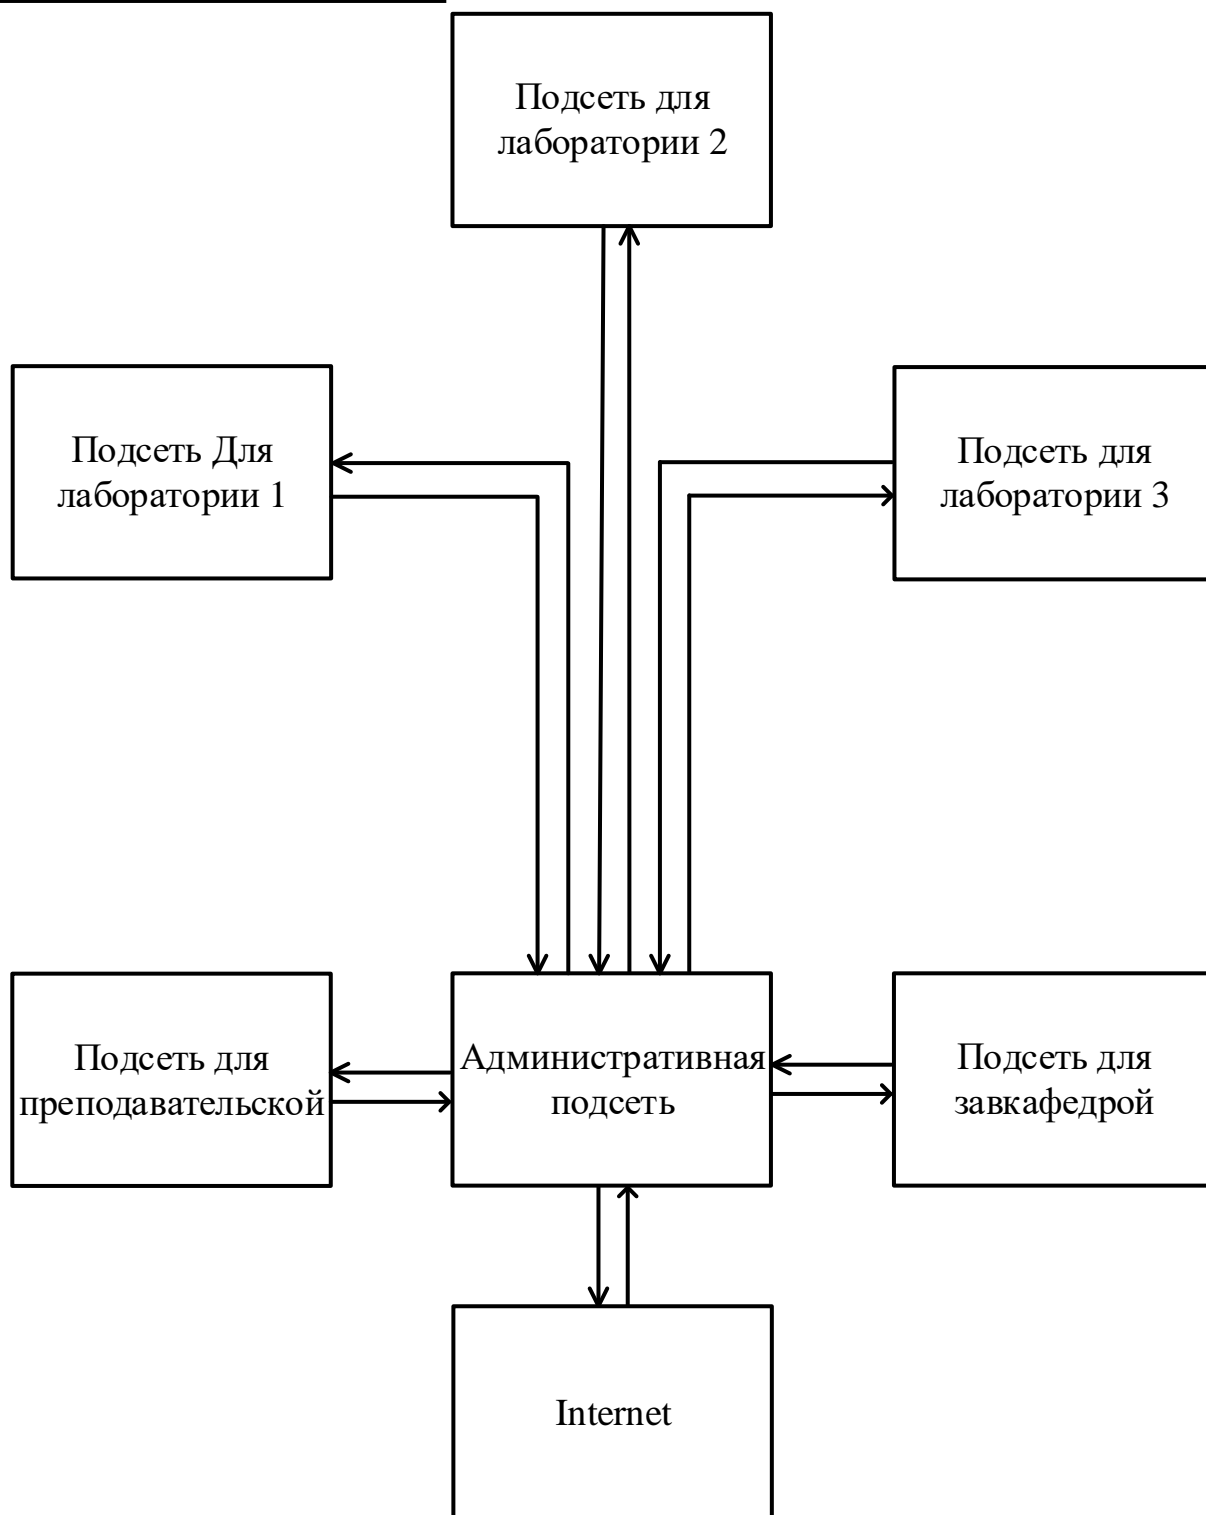 Подсеть для
лаборатории 2
Подсеть Для
лаборатории 1
Подсеть для
лаборатории 3
Подсеть для
преподавательской
Административная
подсеть
Подсеть для
завкафедрой
Internet